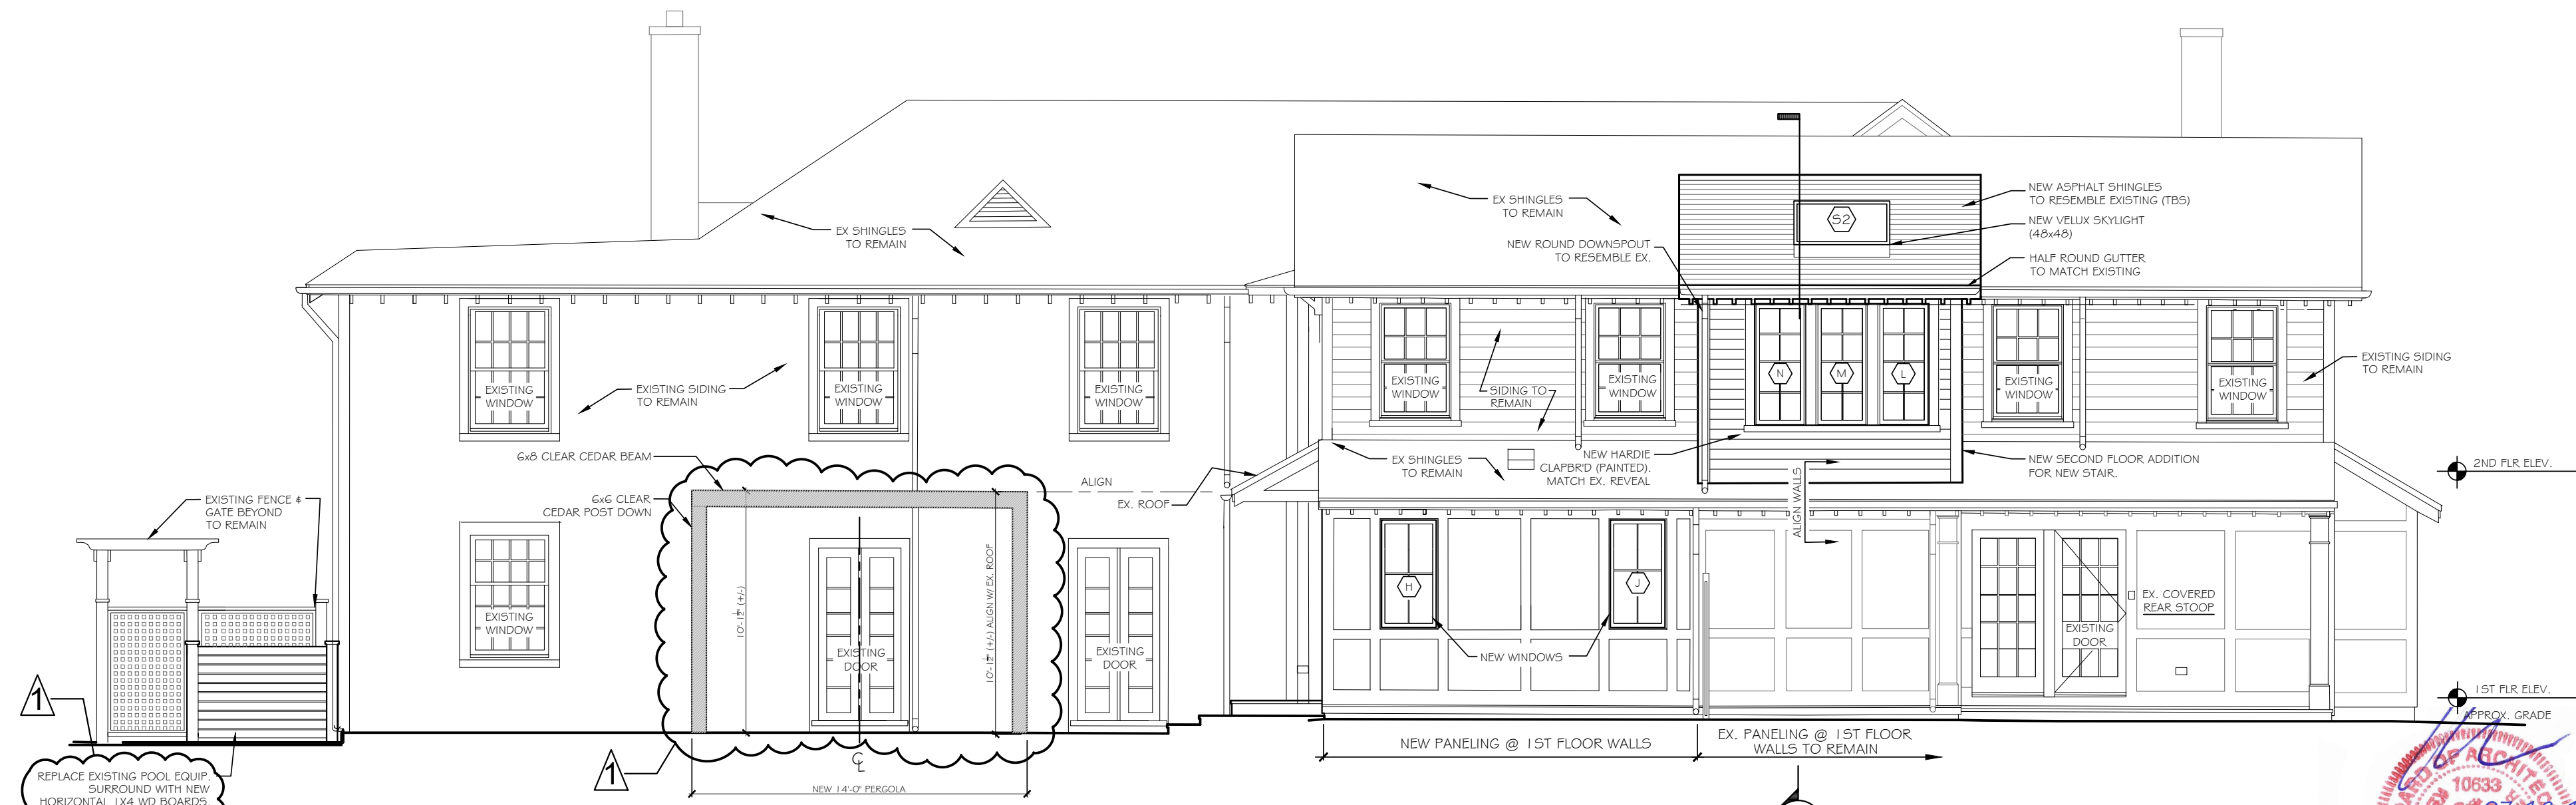 EX SHINGLES
TO REMAIN
EX SHINGLES
TO REMAIN
NEW ROUND DOWNSPOUT
TO RESEMBLE EX.
S2
NEW ASPHALT SHINGLES
TO RESEMBLE EXISTING (TBS)
NEW VELUX SKYLIGHT
(48x48)
HALF ROUND GUTTER
TO MATCH EXISTING
EXISTING
WINDOW
EXISTING SIDING
TO REMAIN
EXISTING
WINDOW
EXISTING
WINDOW
EXISTING
WINDOW
SIDING TO
REMAIN
EXISTING
WINDOW
N
M
L
EXISTING
WINDOW
EXISTING
WINDOW
EXISTING SIDING
TO REMAIN
6x8 CLEAR CEDAR BEAM
6x6 CLEAR
CEDAR POST DOWN
ALIGN
EX. ROOF
EX SHINGLES
TO REMAIN
NEW HARDIE
CLAPBR'D (PAINTED).
MATCH EX. REVEAL
ALIGN WALLS
NEW SECOND FLOOR ADDITION
FOR NEW STAIR.
2ND FLR ELEV.
EXISTING FENCE &
GATE BEYOND
TO REMAIN
EXISTING
WINDOW
10'-1 1/2" (+/-)
EXISTING
DOOR
10'-1 1/2" (+/-) ALIGN W/ EX. ROOF
EXISTING
DOOR
H
J
NEW WINDOWS
EXISTING
DOOR
EX. COVERED
REAR STOOP
1ST FLR ELEV.
APPROX. GRADE
1
REPLACE EXISTING POOL EQUIP.
SURROUND WITH NEW
HORIZONTAL 1X4 WD BOARDS.
1
CL
NEW 14'-0" PERGOLA
NEW PANELING @ 1ST FLOOR WALLS
EX. PANELING @ 1ST FLOOR
WALLS TO REMAIN
10633